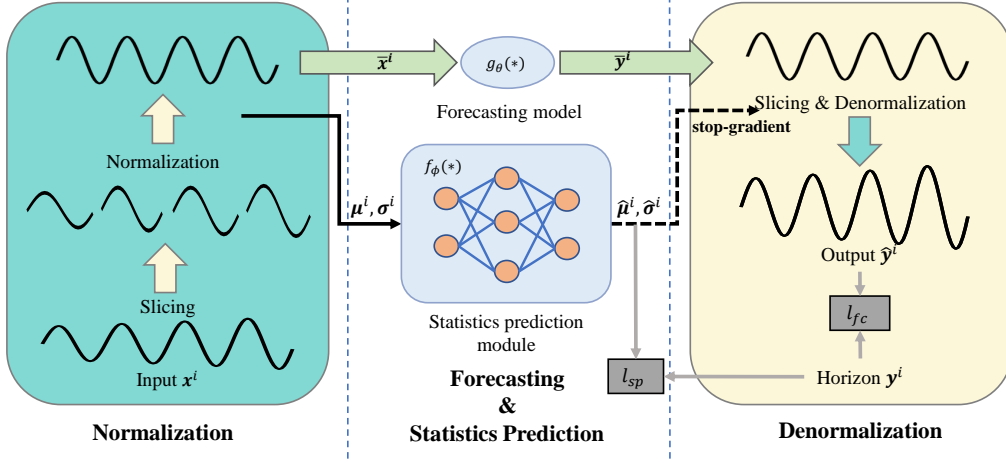 Normalization
Slicing
Input 𝒙ⁱ
Normalization
x̄ⁱ
g_θ(*)
ȳⁱ
Forecasting model
f_ϕ(*)
μⁱ, σⁱ
μ̂ⁱ, σ̂ⁱ
Statistics prediction
module
l_sp
Forecasting
&
Statistics Prediction
Slicing & Denormalization
stop-gradient
Output ŷⁱ
l_fc
Horizon yⁱ
Denormalization